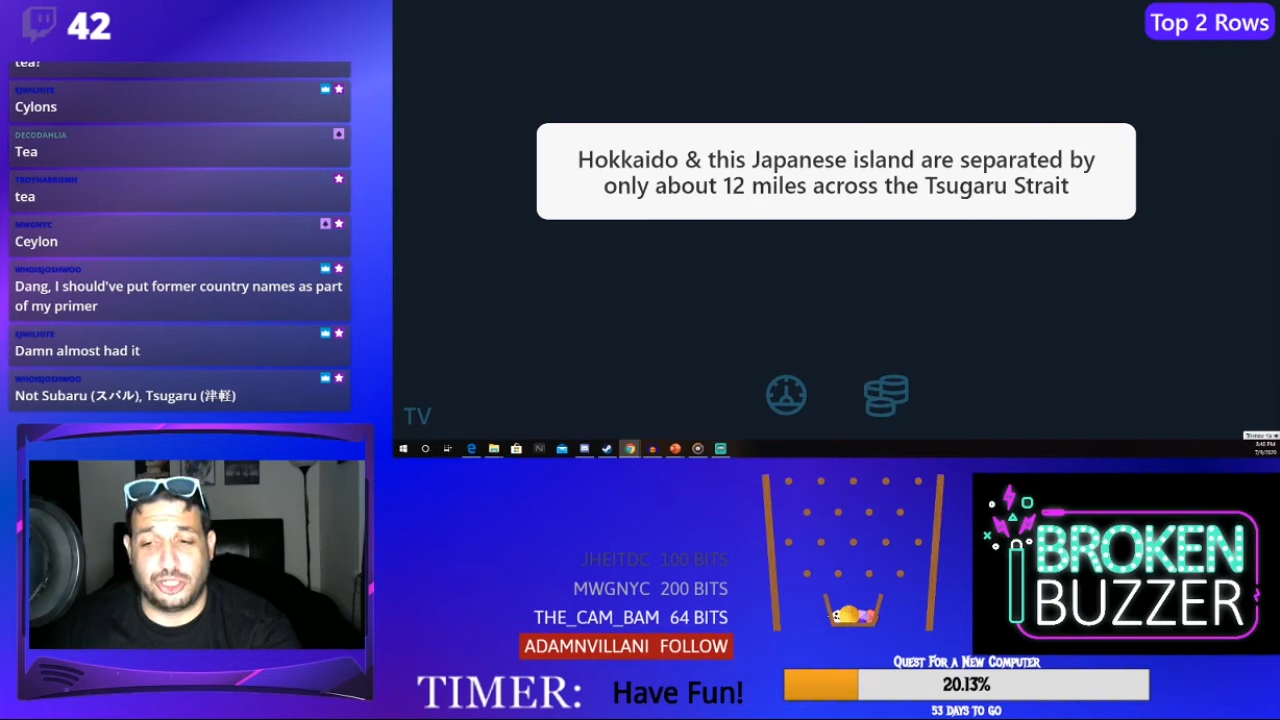 42
Top 2 Rows
tea?
EJWILHITE
Cylons
DECODAHLIA
Tea
TROYHARRISNH
tea
MWGNYC
Ceylon
WHOISJOSHWOO
Dang, I should've put former country names as part
of my primer
EJWILHITE
Damn almost had it
WHOISJOSHWOO
Not Subaru (スバル), Tsugaru (津軽)
Hokkaido & this Japanese island are separated by
only about 12 miles across the Tsugaru Strait
TV
JHEITDC 100 BITS
MWGNYC 200 BITS
THE_CAM_BAM 64 BITS
ADAMNVILLANI FOLLOW
TIMER: Have Fun!
BROKEN
BUZZER
Quest For a New Computer
20.13%
53 DAYS TO GO